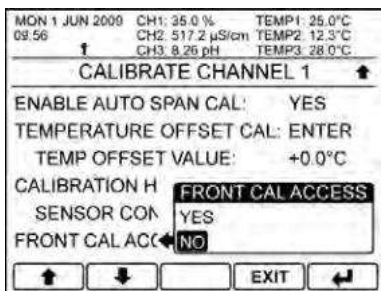 MON 1 JUN 2009 CH1: 35.0 % TEMP1: 25.0°C
09:56 CH2: 517.2 µS/cm TEMP2: 12.3°C
CH3: 8.26 pH TEMP3: 28.0°C
CALIBRATE CHANNEL 1
ENABLE AUTO SPAN CAL: YES
TEMPERATURE OFFSET CAL: ENTER
TEMP OFFSET VALUE: +0.0°C
CALIBRATION H
FRONT CAL ACCESS
SENSOR CON
YES
FRONT CAL ACC
NO
EXIT